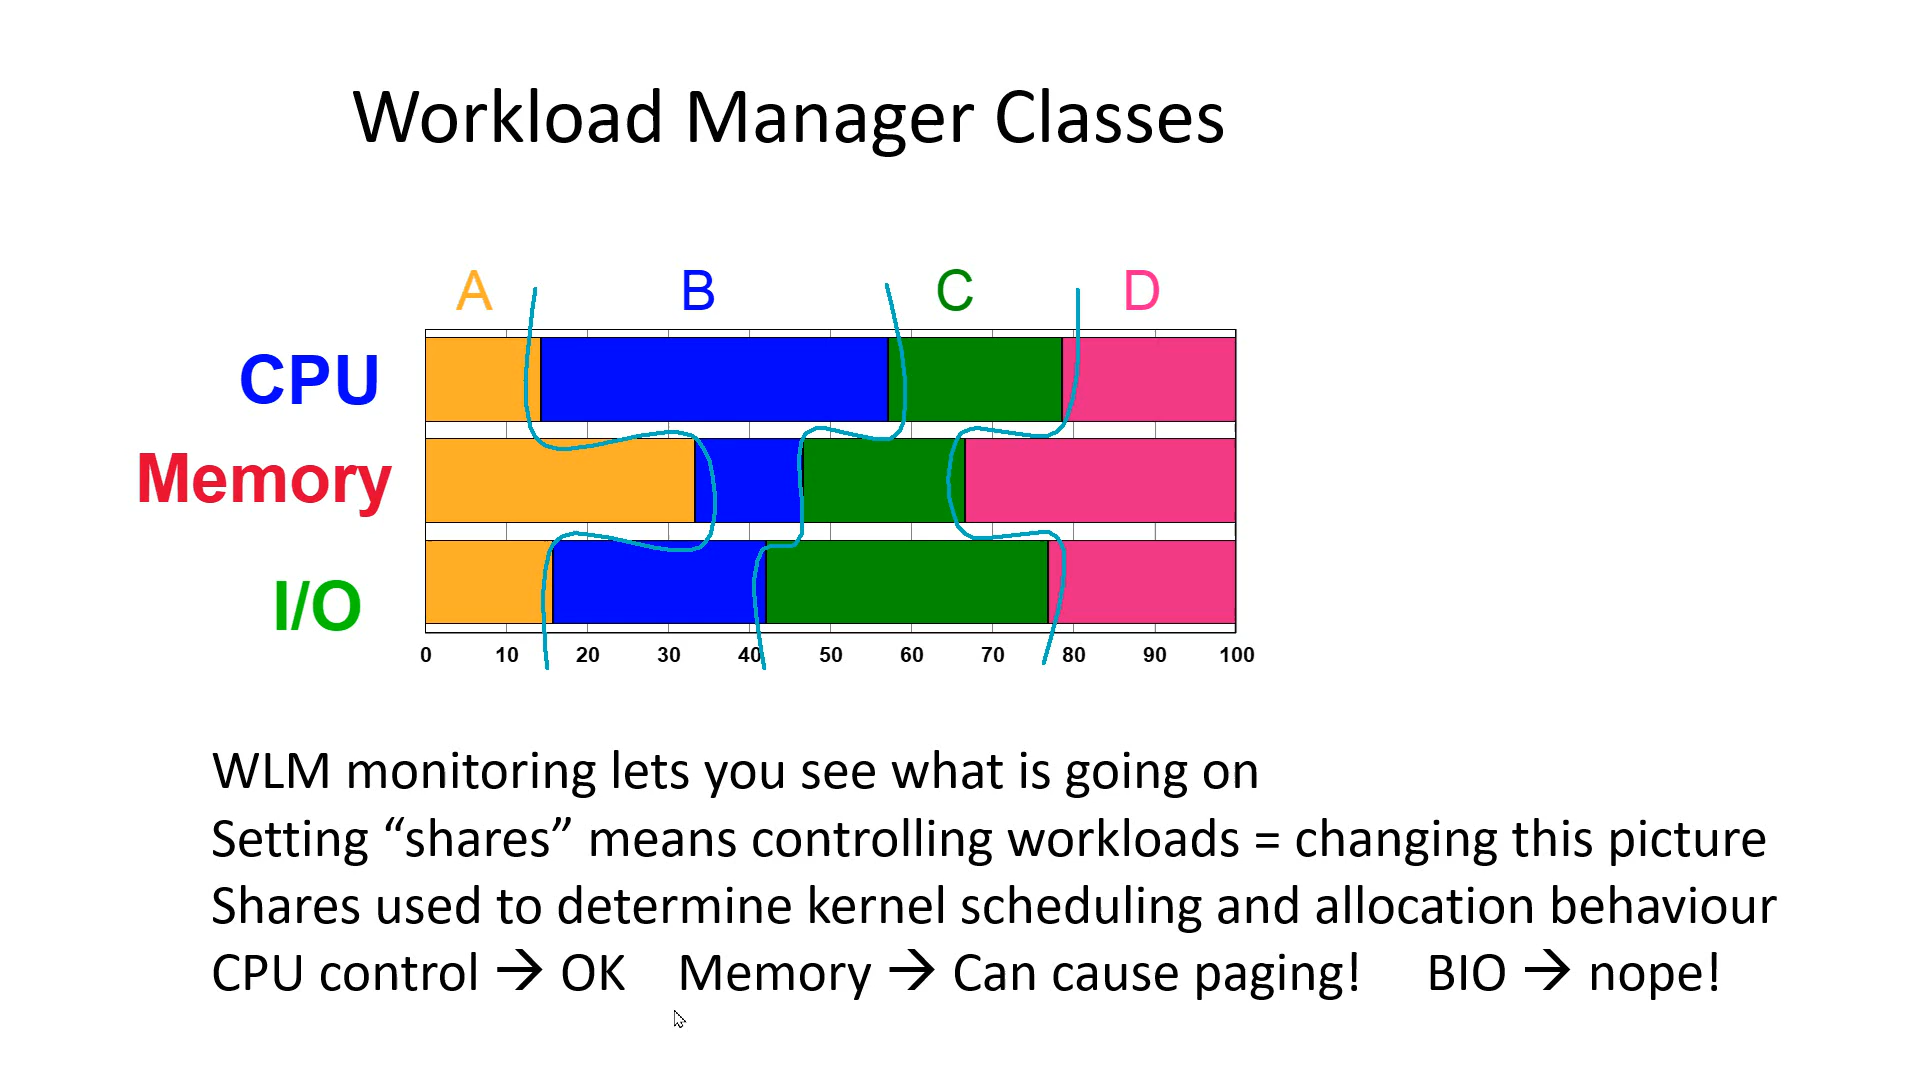 Workload Manager Classes
A B C D
CPU
Memory
I/O
0 10 20 30 40 50 60 70 80 90 100
WLM monitoring lets you see what is going on
Setting “shares” means controlling workloads = changing this picture
Shares used to determine kernel scheduling and allocation behaviour
CPU control → OK Memory → Can cause paging! BIO → nope!